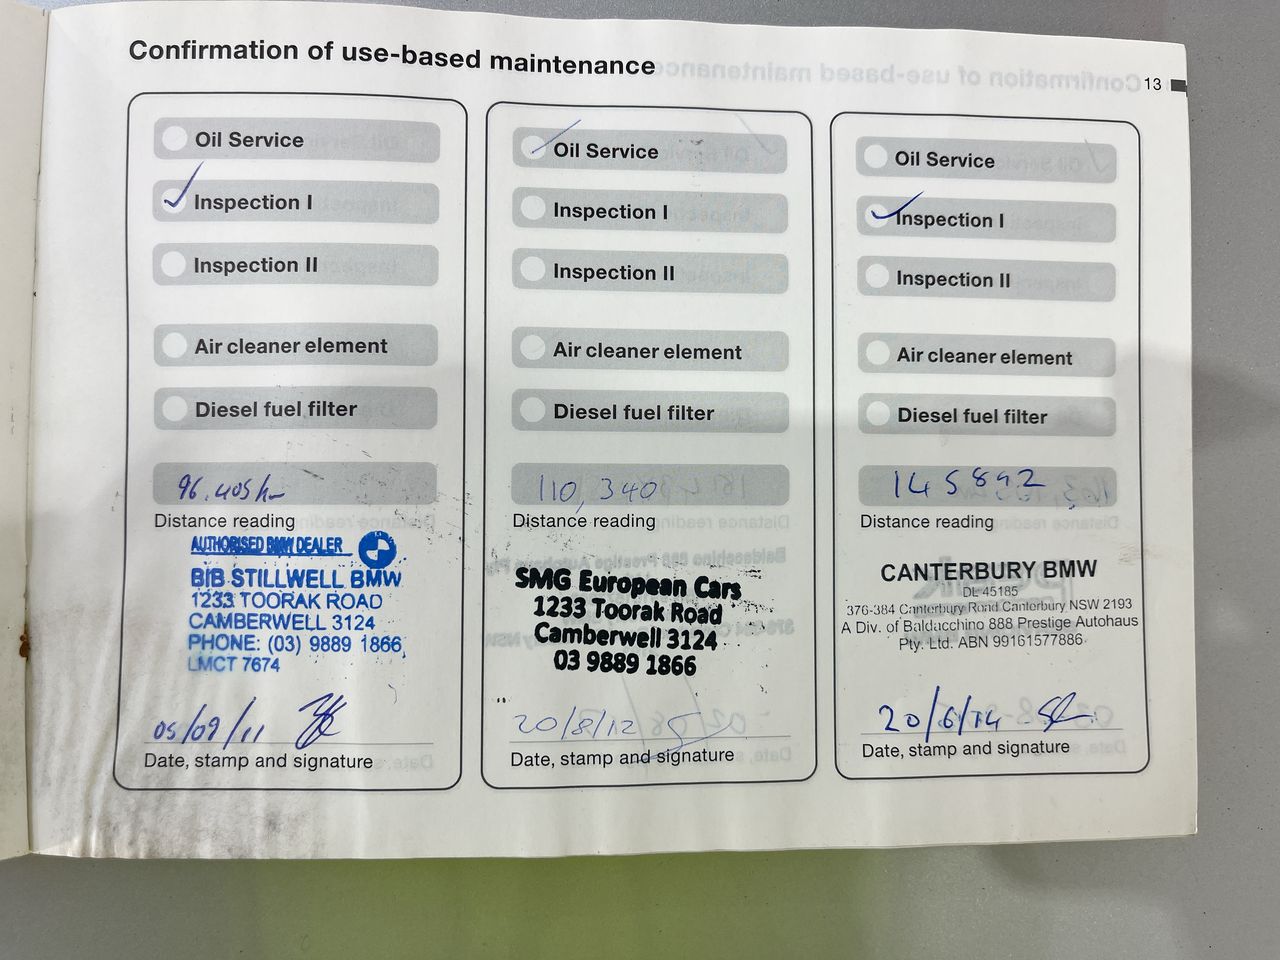 Confirmation of use-based maintenance
13
Oil Service
Inspection I
Inspection II
Air cleaner element
Diesel fuel filter
96,405 km
Distance reading
AUTHORISED BMW DEALER
BIB STILLWELL BMW
1233 TOORAK ROAD
CAMBERWELL 3124
PHONE: (03) 9889 1866
LMCT 7674
05/09/11
Date, stamp and signature
Oil Service
Inspection I
Inspection II
Air cleaner element
Diesel fuel filter
110,340
Distance reading
SMG European Cars
1233 Toorak Road
Camberwell 3124
03 9889 1866
20/8/12
Date, stamp and signature
Oil Service
Inspection I
Inspection II
Air cleaner element
Diesel fuel filter
145892
Distance reading
CANTERBURY BMW
DL 45185
376-384 Canterbury Road Canterbury NSW 2193
A Div. of Baldacchino 888 Prestige Autohaus
Pty. Ltd. ABN 99161577886
20/6/14
Date, stamp and signature